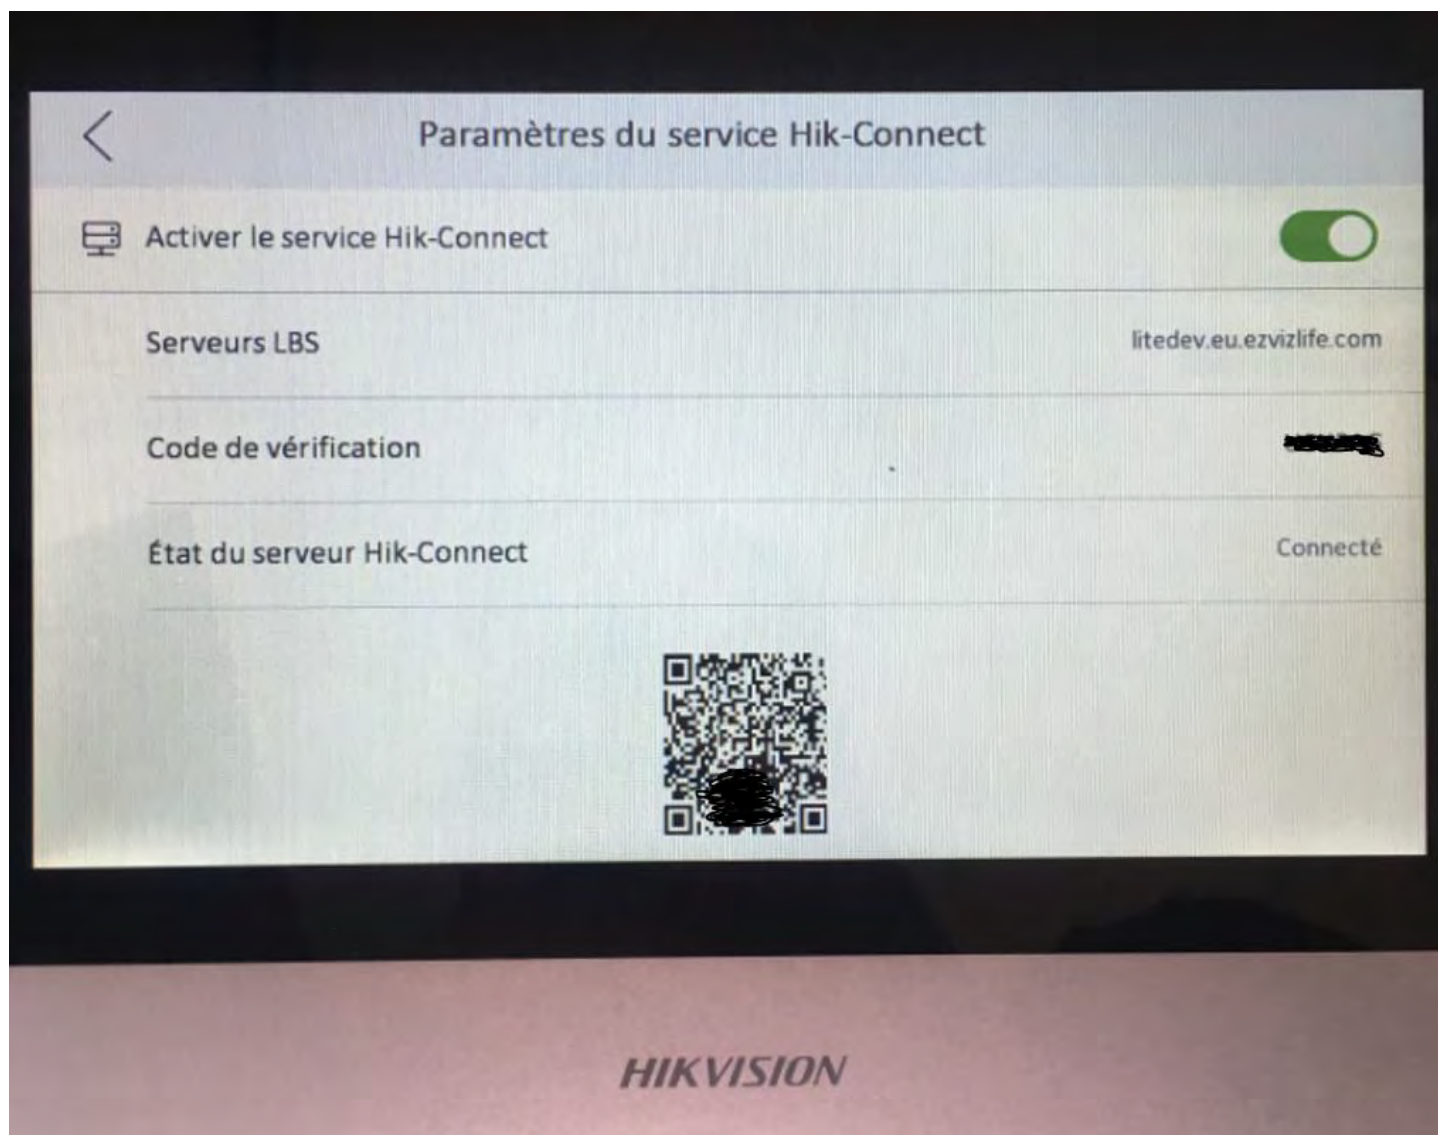 Paramètres du service Hik-Connect
Activer le service Hik-Connect
Serveurs LBS litedev.eu.ezvizlife.com
Code de vérification
État du serveur Hik-Connect Connecté
HIKVISION